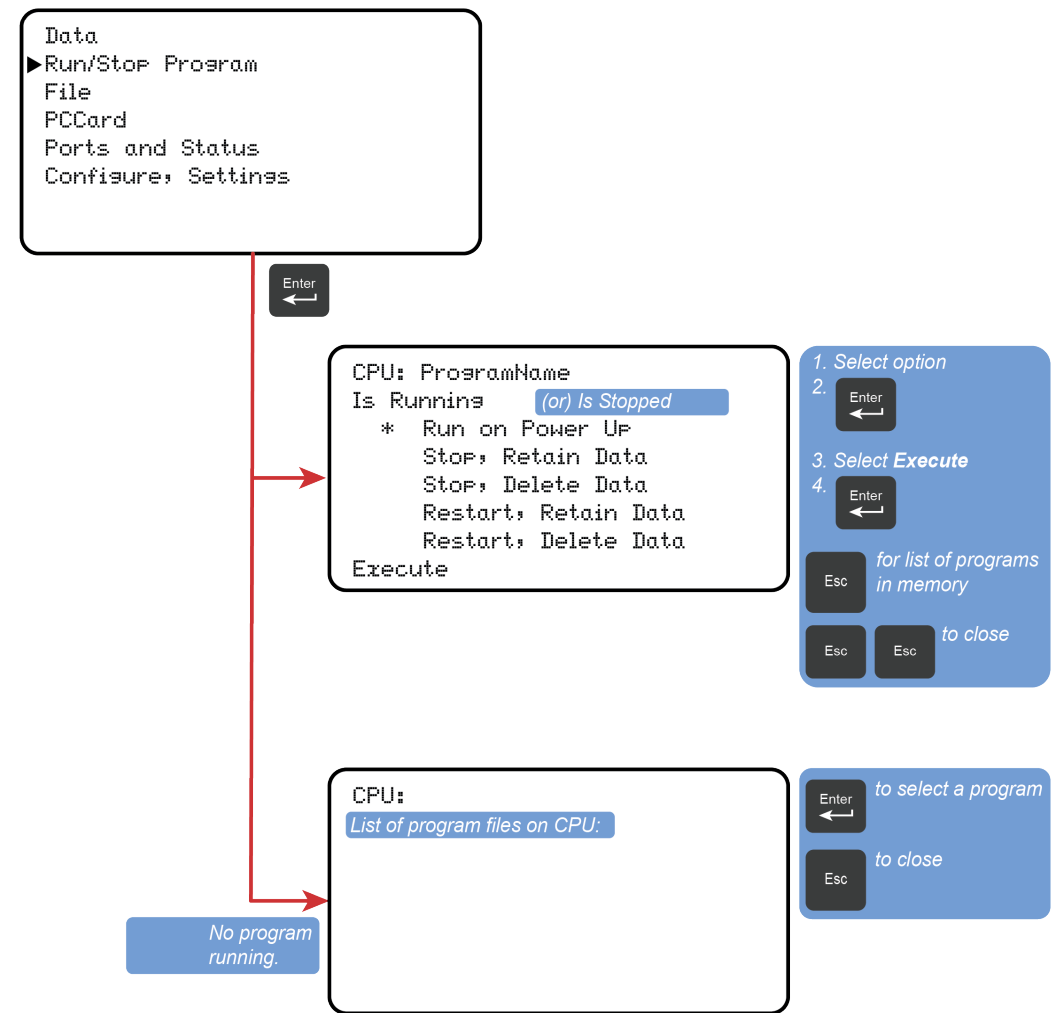 Data
Run/Stop Program
File
PCCard
Ports and Status
Configure, Settings
Enter
CPU: ProgramName
Is Running (or) Is Stopped
* Run on Power Up
Stop, Retain Data
Stop, Delete Data
Restart, Retain Data
Restart, Delete Data
Execute
1. Select option
2. Enter
3. Select Execute
4. Enter
Esc for list of programs
in memory
Esc Esc to close
CPU:
List of program files on CPU:
Enter to select a program
Esc to close
No program
running.